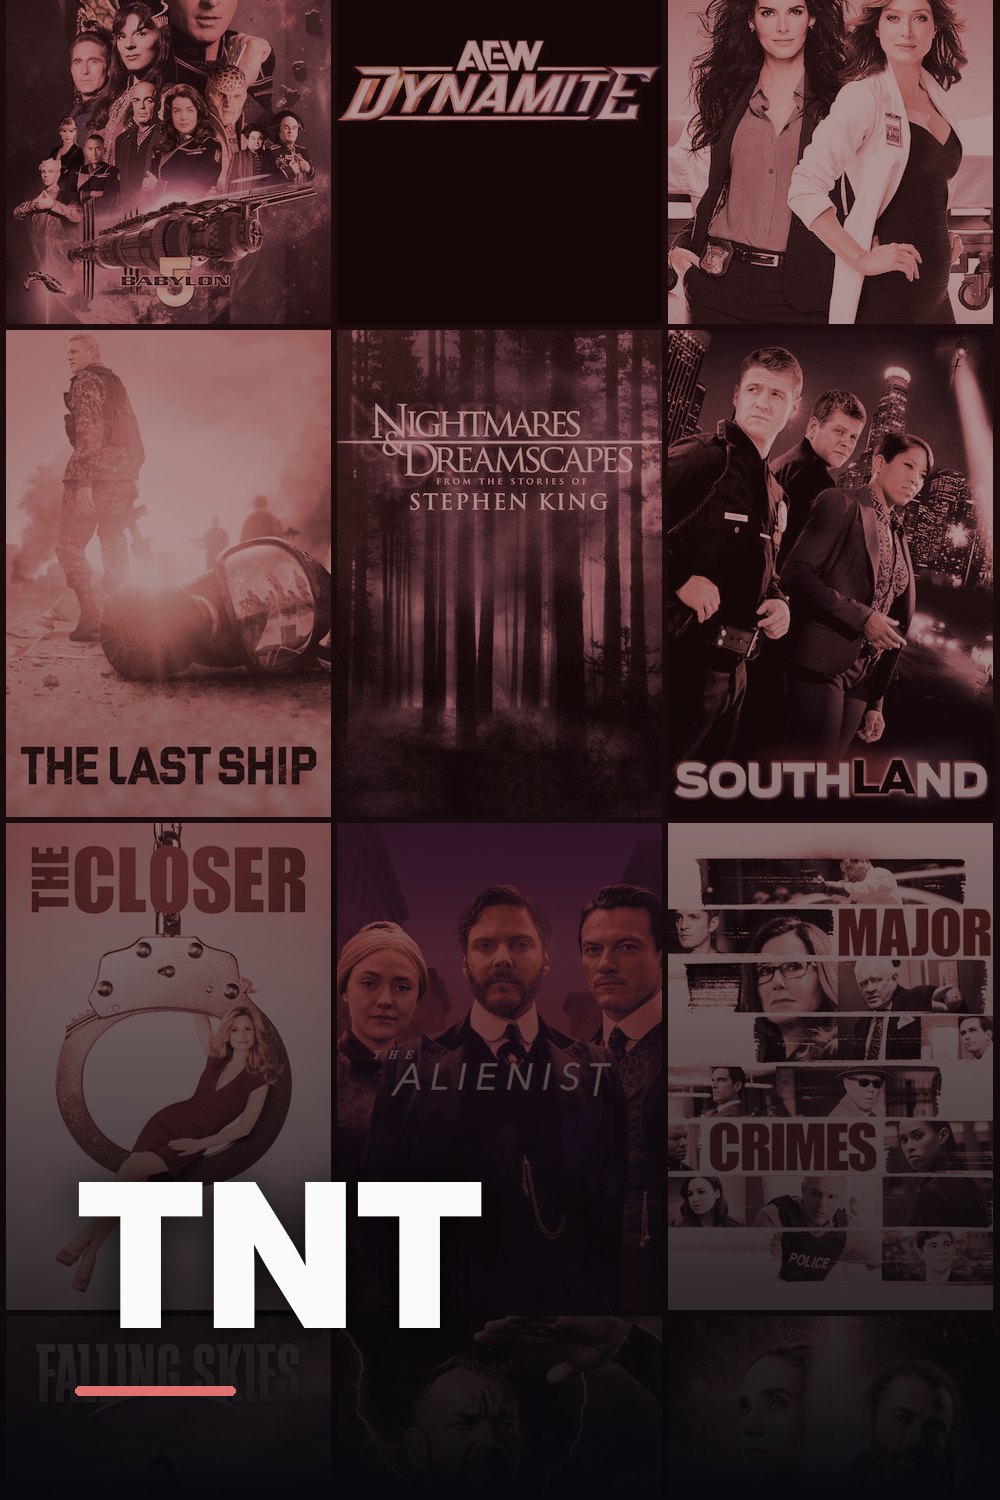 BABYLON
5
AEW
DYNAMITE
THE LAST SHIP
NIGHTMARES
& DREAMSCAPES
FROM THE STORIES OF
STEPHEN KING
SOUTHLAND
THE CLOSER
THE
ALIENIST
MAJOR
CRIMES
POLICE
TNT
FALLING SKIES